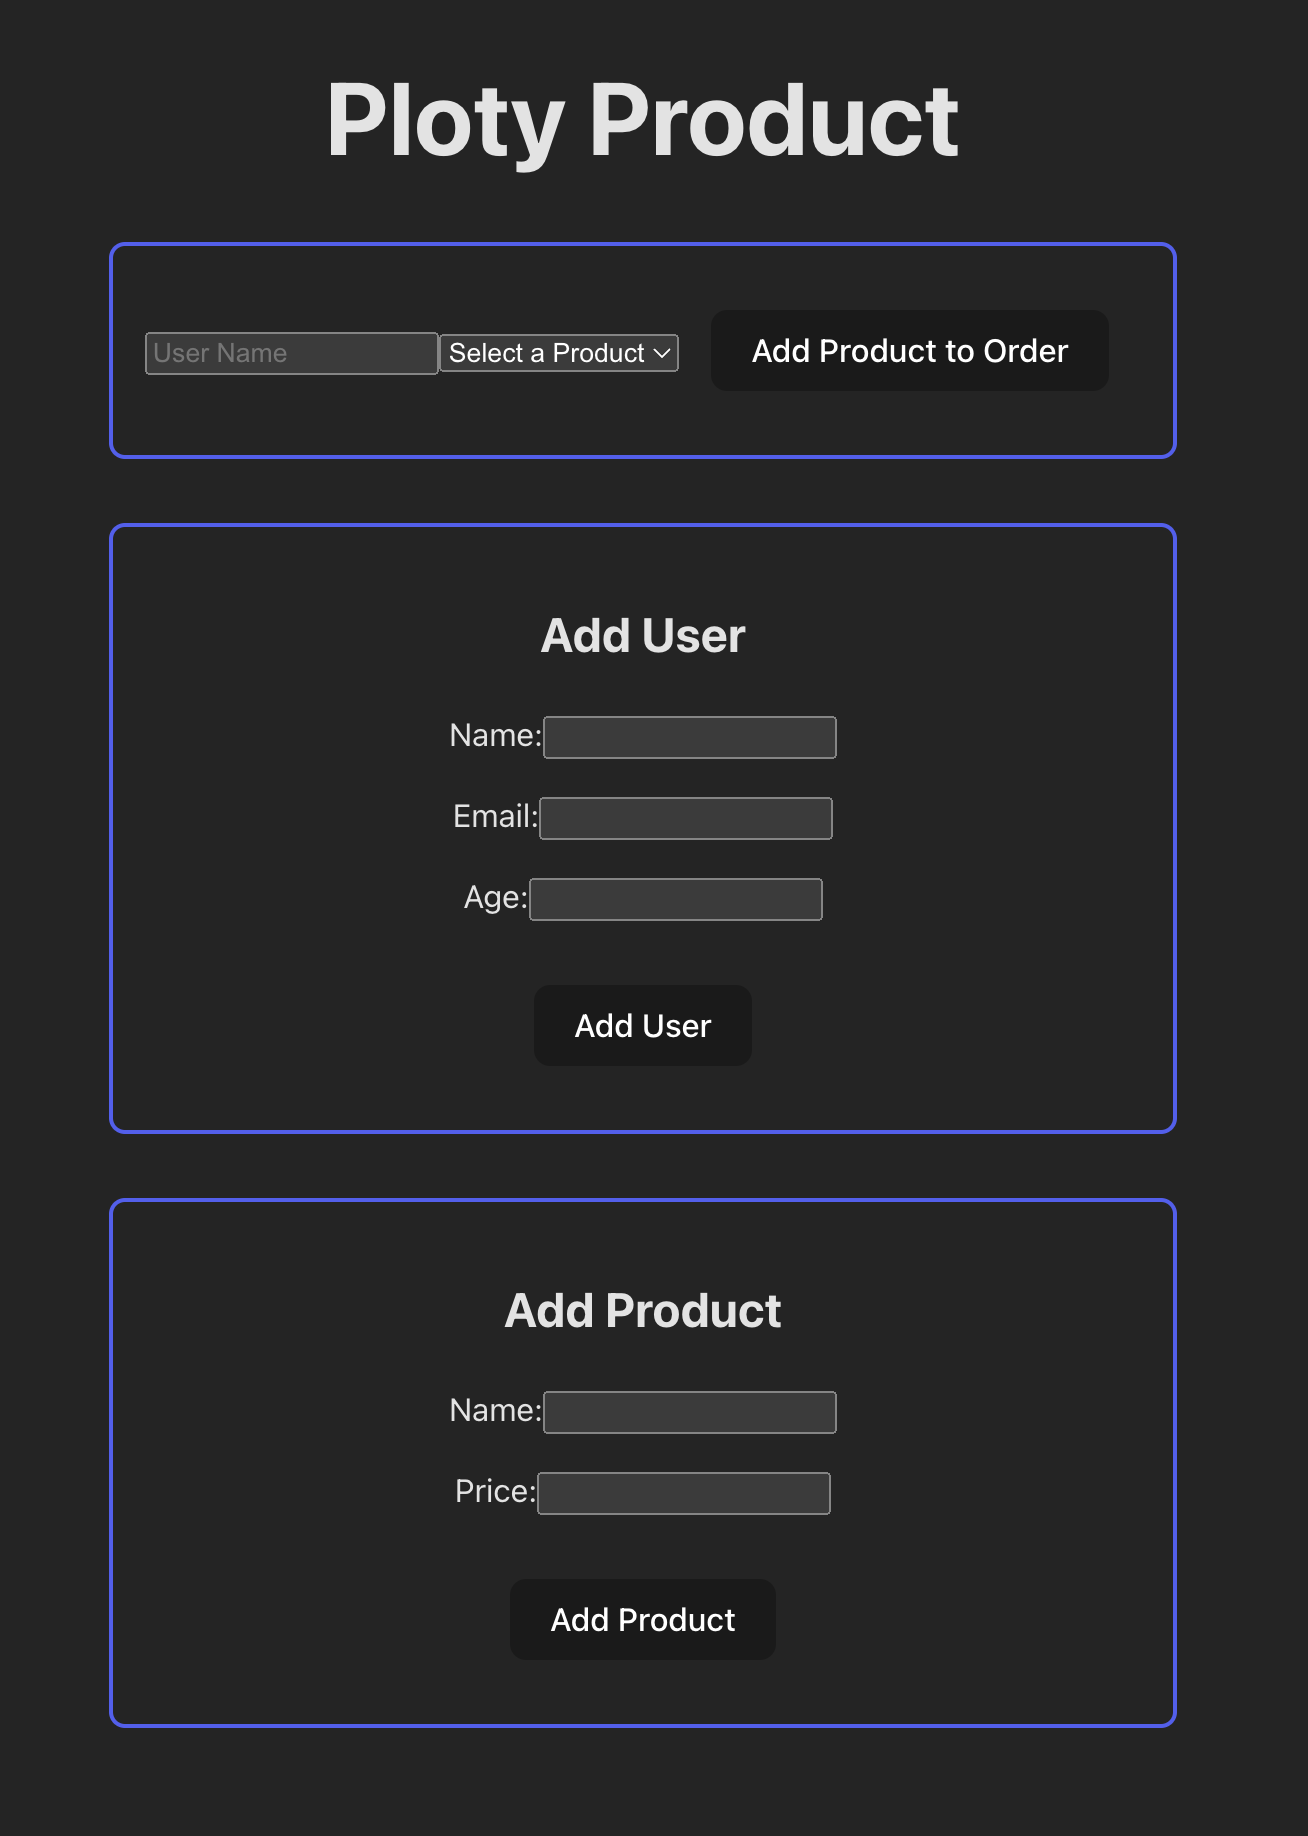 Ploty Product
User Name Select a Product Add Product to Order
Add User
Name:
Email:
Age:
Add User
Add Product
Name:
Price:
Add Product